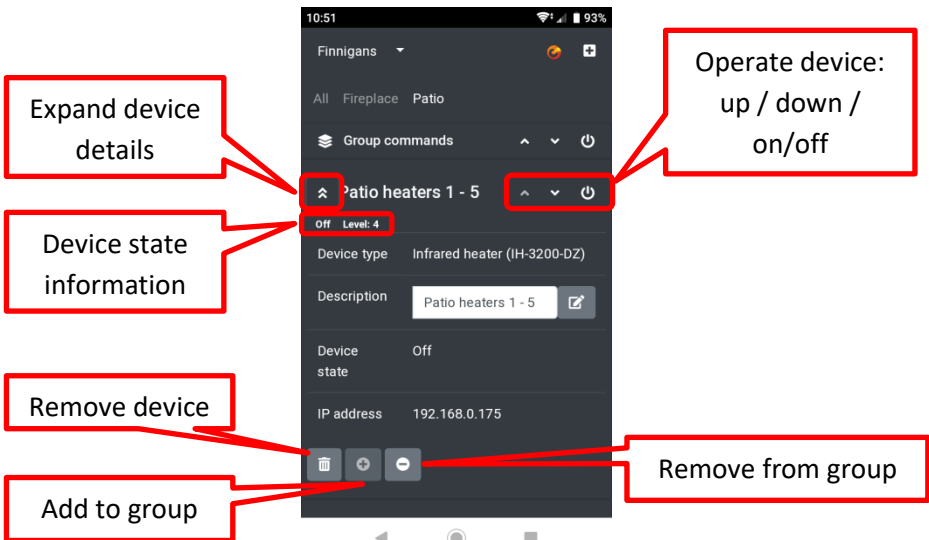 10:51 93%
Finnigans
Operate device:
up / down /
on/off
Expand device
details
All Fireplace Patio
Group commands
Patio heaters 1 - 5
Off Level: 4
Device state
information
Device type Infrared heater (IH-3200-DZ)
Description Patio heaters 1 - 5
Device
state
Off
Remove device
IP address 192.168.0.175
Remove from group
Add to group